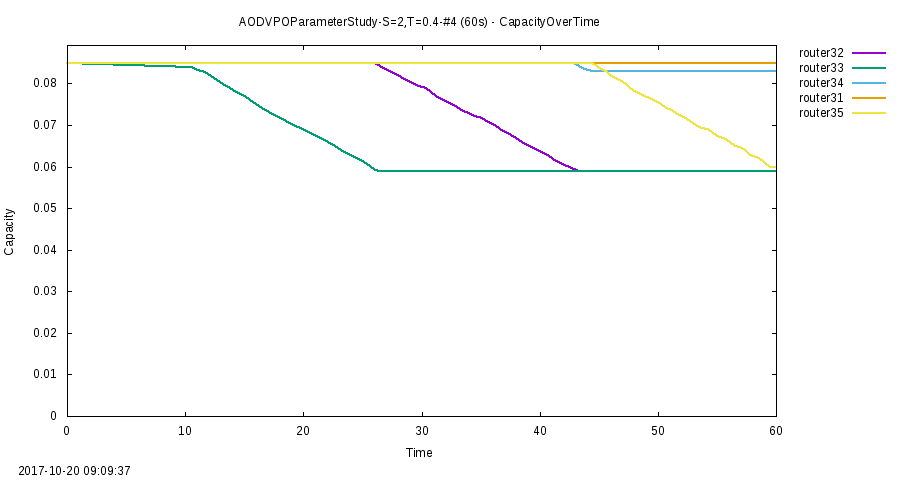 AODVPOParameterStudy-S=2,T=0.4-#4 (60s) - CapacityOverTime
router32
router33
router34
router31
router35
0.08
0.07
0.06
0.05
0.04
0.03
0.02
0.01
0
Capacity
0 10 20 30 40 50 60
Time
2017-10-20 09:09:37